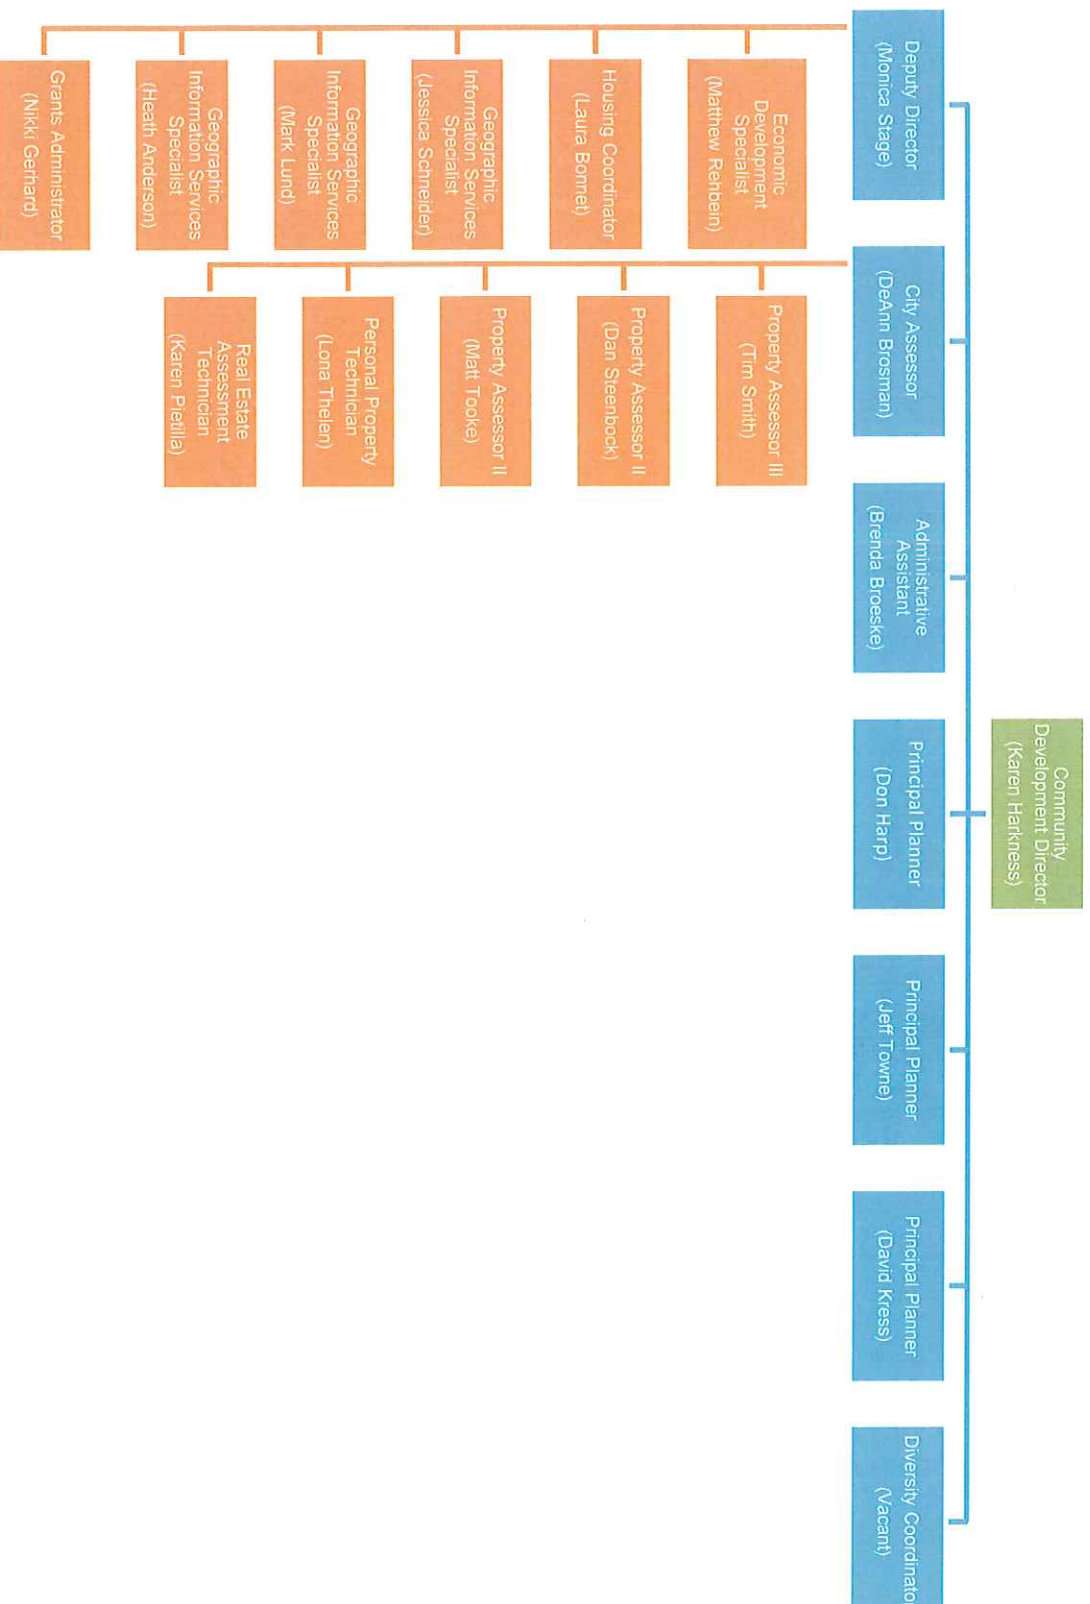 Community
Development Director
(Karen Harkness)
Deputy Director
(Monica Stage)
Economic
Development
Specialist
(Matthew Rehbein)
Housing Coordinator
(Laura Bonnet)
Geographic
Information Services
Specialist
(Jessica Schneider)
Geographic
Information Services
Specialist
(Mark Lund)
Geographic
Information Services
Specialist
(Heath Anderson)
Grants Administrator
(Nikki Gerhard)
City Assessor
(DeAnn Brosman)
Property Assessor III
(Tim Smith)
Property Assessor II
(Dan Steenbock)
Property Assessor II
(Matt Tooke)
Personal Property
Technician
(Lona Thelen)
Real Estate
Assessment
Technician
(Karen Pietilla)
Administrative
Assistant
(Brenda Broeske)
Principal Planner
(Don Harp)
Principal Planner
(Jeff Towne)
Principal Planner
(David Kress)
Diversity Coordinator
(Vacant)